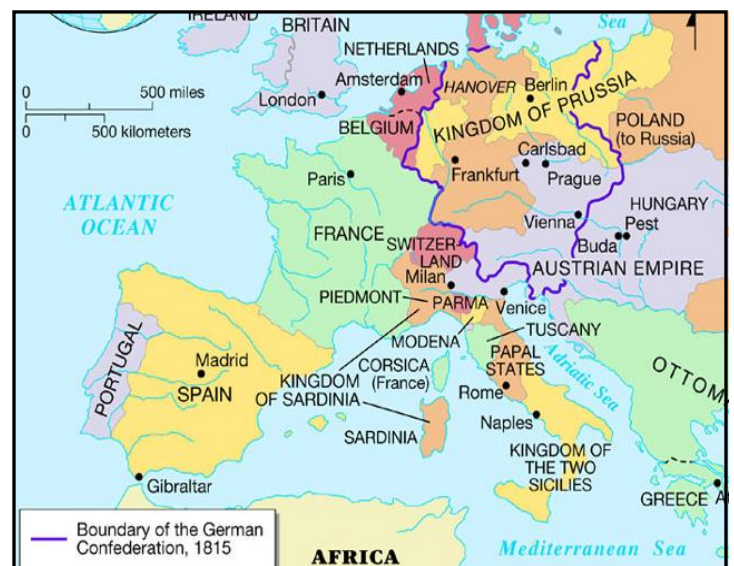 IRELAND
BRITAIN
Sea
NETHERLANDS
Amsterdam
HANOVER
Berlin
0 500 miles
0 500 kilometers
London
KINGDOM OF PRUSSIA
BELGIUM
POLAND
(to Russia)
Carlsbad
Frankfurt
Prague
Paris
ATLANTIC
OCEAN
HUNGARY
Vienna
Pest
Buda
FRANCE
SWITZER-
LAND
AUSTRIAN EMPIRE
Milan
PIEDMONT
PARMA
Venice
MODENA
TUSCANY
PORTUGAL
Madrid
SPAIN
CORSICA
(France)
PAPAL
STATES
Adriatic Sea
OTTOM
KINGDOM
OF SARDINIA
Rome
SARDINIA
Naples
KINGDOM OF
THE TWO
SICILIES
Gibraltar
GREECE
A
Boundary of the German
Confederation, 1815
AFRICA
Mediterranean Sea